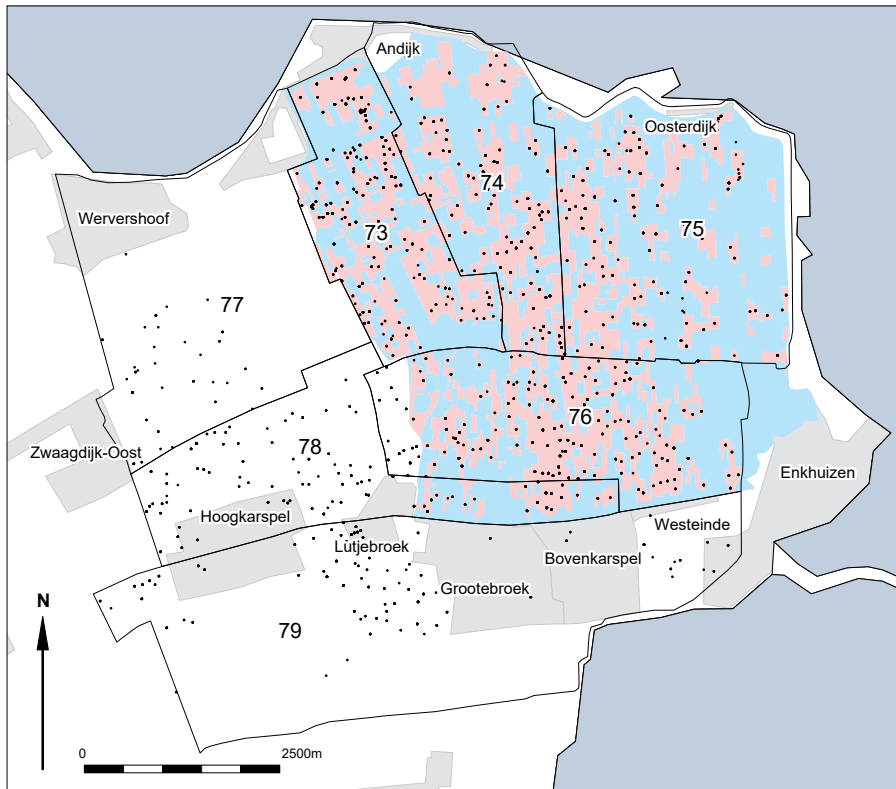 Andijk
Oosterdijk
74
Wervershoof
73
75
77
76
78
Zwaagdijk-Oost
Enkhuizen
Hoogkarspel
Westeinde
Lutjebroek
Bovenkarspel
Grootebroek
N
79
0 2500m